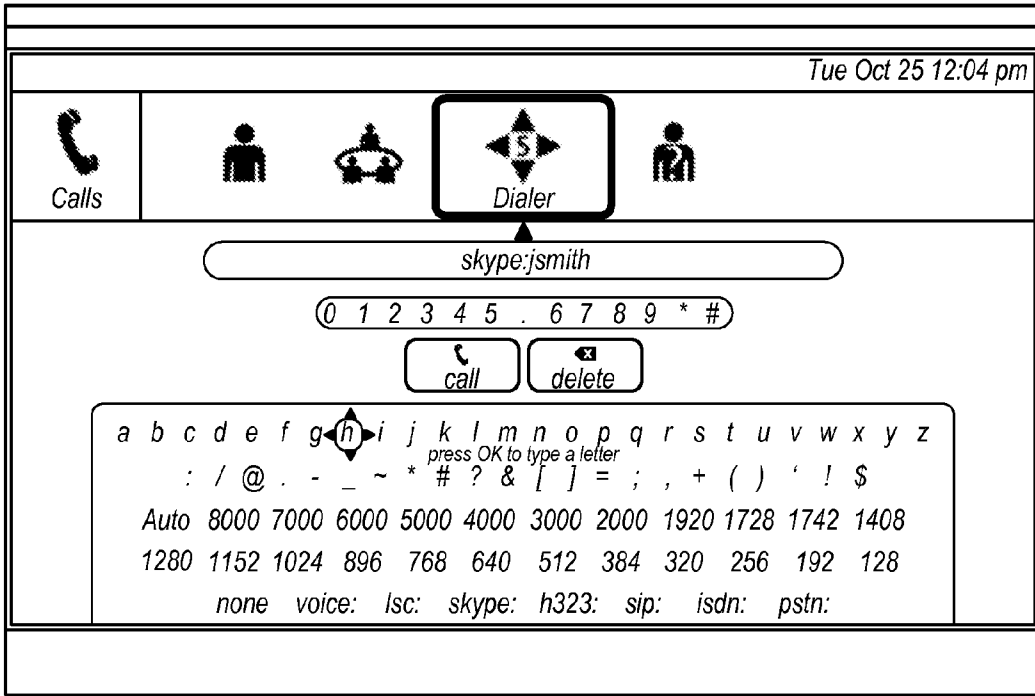 Tue Oct 25 12:04 pm
S
?
Calls
Dialer
skype:jsmith
0 1 2 3 4 5 . 6 7 8 9 * #
call
delete
a b c d e f g h i j k l m n o p q r s t u v w x y z
press OK to type a letter
: / @ . - _ ~ * # ? & [ ] = ; , + ( ) ‘ ! $
Auto 8000 7000 6000 5000 4000 3000 2000 1920 1728 1742 1408
1280 1152 1024 896 768 640 512 384 320 256 192 128
none voice: lsc: skype: h323: sip: isdn: pstn: